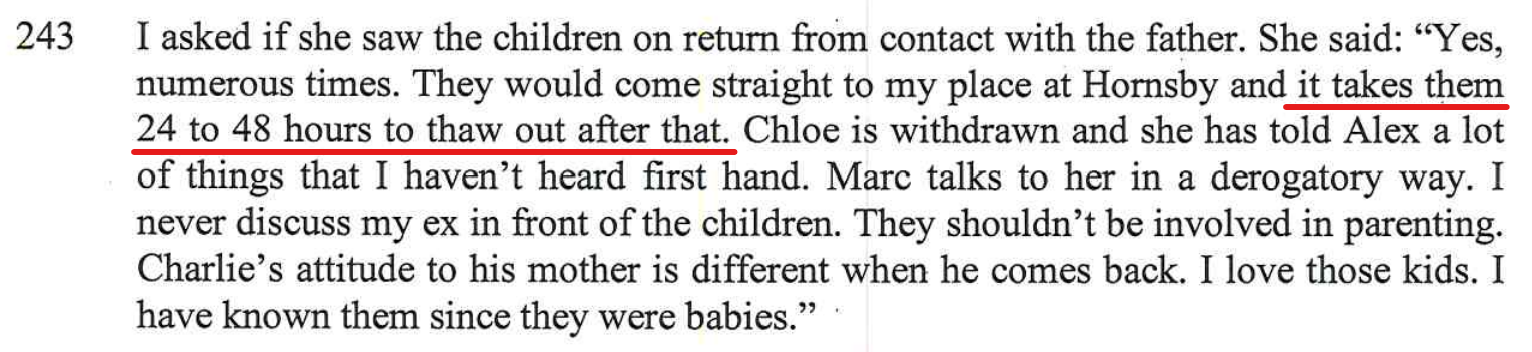 243 I asked if she saw the children on return from contact with the father. She said: “Yes,
numerous times. They would come straight to my place at Hornsby and it takes them
24 to 48 hours to thaw out after that. Chloe is withdrawn and she has told Alex a lot
of things that I haven’t heard first hand. Marc talks to her in a derogatory way. I
never discuss my ex in front of the children. They shouldn’t be involved in parenting.
Charlie’s attitude to his mother is different when he comes back. I love those kids. I
have known them since they were babies.”